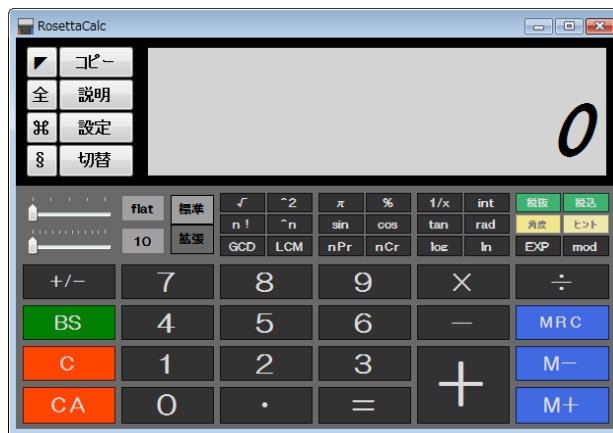 RosettaCalc
◤ コピー
全 説明
⌘ 設定
§ 切替
0
flat 標準 √ ^2 π % 1/x int 税抜 税込
n! ^n sin cos tan rad 角度 ヒント
10 拡張 GCD LCM nPr nCr log ln EXP mod
+/− 7 8 9 × ÷
BS 4 5 6 − MRC
C 1 2 3 + M−
CA 0 · = M+